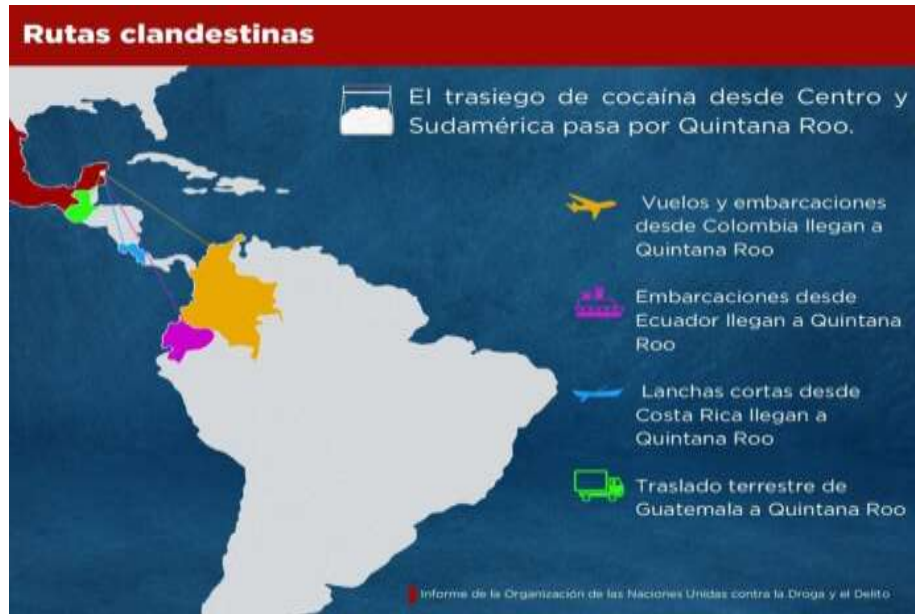 Rutas clandestinas
El trasiego de cocaína desde Centro y
Sudamérica pasa por Quintana Roo.
Vuelos y embarcaciones
desde Colombia llegan a
Quintana Roo
Embarcaciones desde
Ecuador llegan a Quintana
Roo
Lanchas cortas desde
Costa Rica llegan a
Quintana Roo
Traslado terrestre de
Guatemala a Quintana Roo
Informe de la Organización de las Naciones Unidas contra la Droga y el Delito